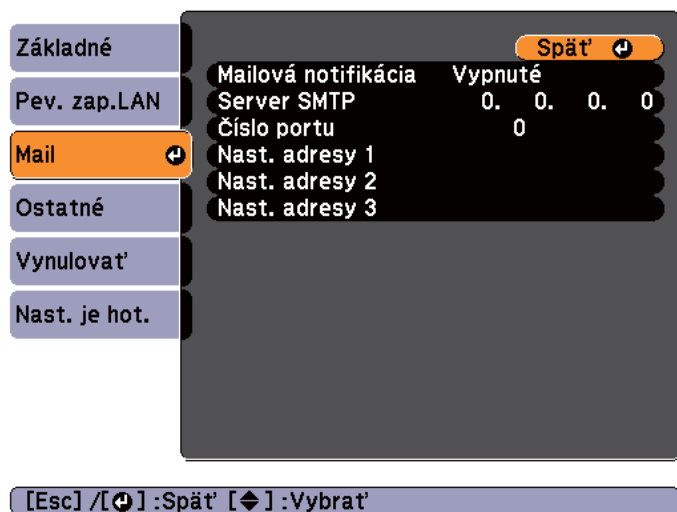 Základné
Pev. zap.LAN
Mail
Ostatné
Vynulovať
Nast. je hot.
Späť
Mailová notifikácia Vypnuté
Server SMTP 0. 0. 0. 0
Číslo portu 0
Nast. adresy 1
Nast. adresy 2
Nast. adresy 3
[Esc] /[⏎] :Späť [◆] :Vybrať